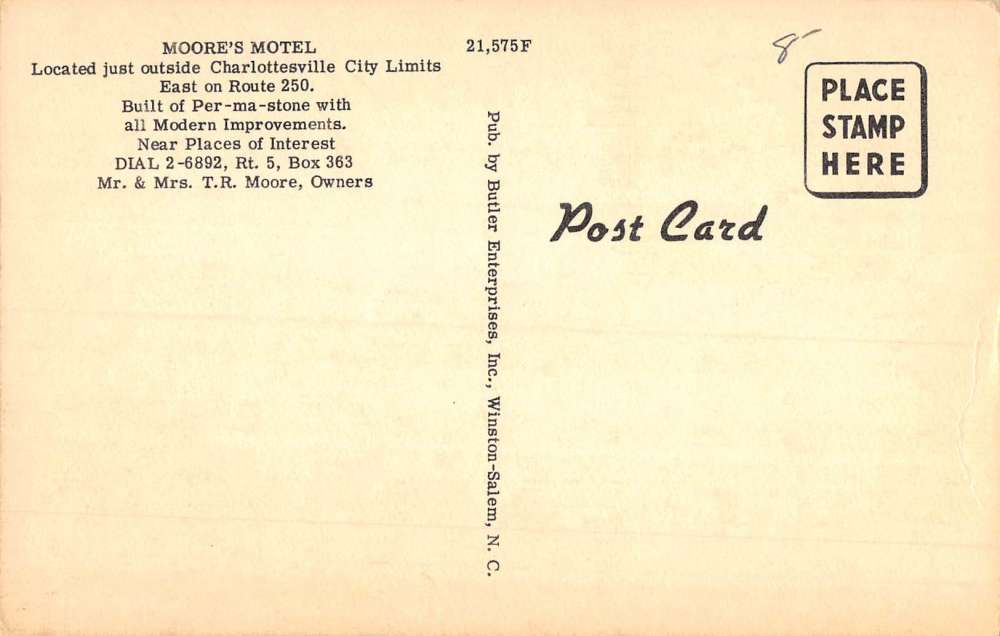 MOORE'S MOTEL
Located just outside Charlottesville City Limits
East on Route 250.
Built of Per-ma-stone with
all Modern Improvements.
Near Places of Interest
DIAL 2-6892, Rt. 5, Box 363
Mr. & Mrs. T.R. Moore, Owners
21,575F
Pub. by Butler Enterprises, Inc., Winston-Salem, N. C.
8-
PLACE
STAMP
HERE
Post Card